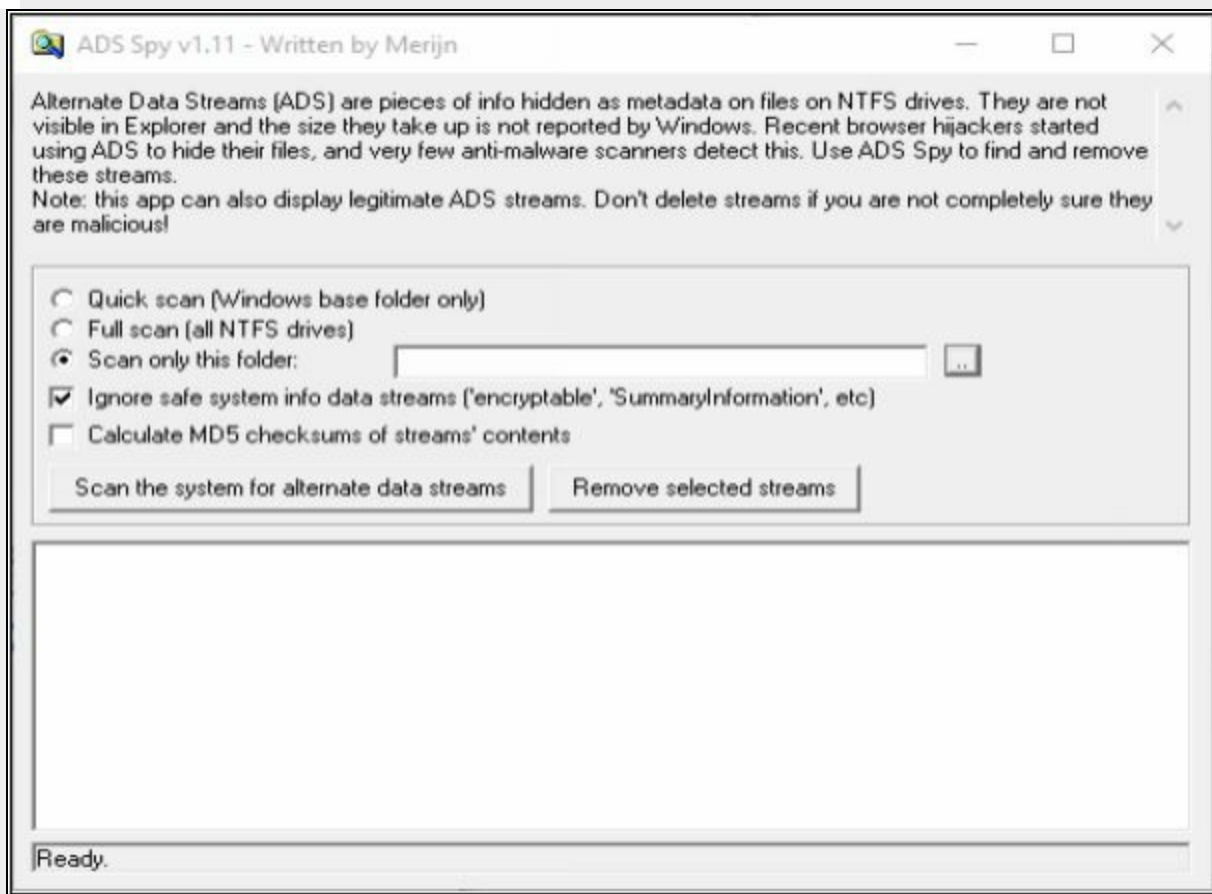 ADS Spy v1.11 - Written by Merijn
Alternate Data Streams (ADS) are pieces of info hidden as metadata on files on NTFS drives. They are not
visible in Explorer and the size they take up is not reported by Windows. Recent browser hijackers started
using ADS to hide their files, and very few anti-malware scanners detect this. Use ADS Spy to find and remove
these streams.
Note: this app can also display legitimate ADS streams. Don't delete streams if you are not completely sure they
are malicious!
Quick scan (Windows base folder only)
Full scan (all NTFS drives)
Scan only this folder:
..
Ignore safe system info data streams ('encryptable', 'SummaryInformation', etc)
Calculate MD5 checksums of streams' contents
Scan the system for alternate data streams
Remove selected streams
Ready.